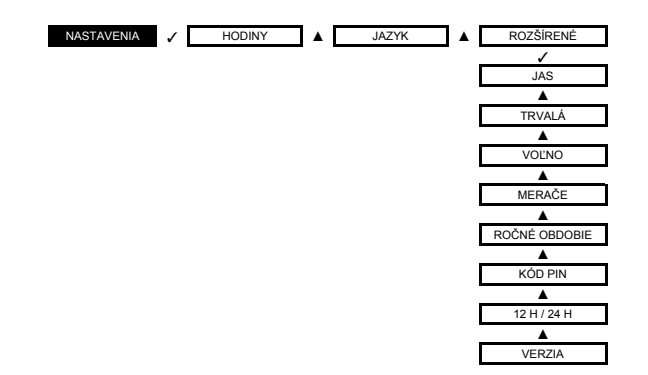 NASTAVENIA ✓ HODINY ▲ JAZYK ▲ ROZŠÍRENÉ
✓
JAS
▲
TRVALÁ
▲
VOĽNO
▲
MERAČE
▲
ROČNÉ OBDOBIE
▲
KÓD PIN
▲
12 H / 24 H
▲
VERZIA